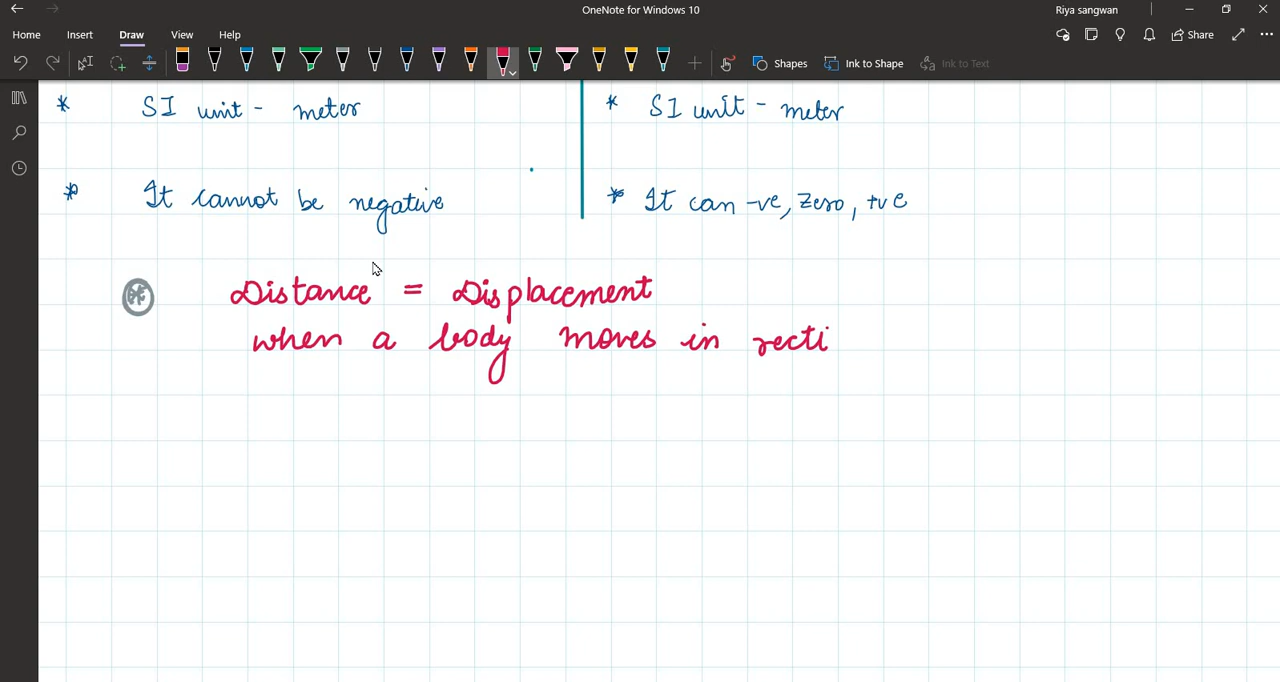 OneNote for Windows 10
Riya sangwan
Home Insert Draw View Help
Share
Shapes Ink to Shape Ink to Text
* SI unit - meter
* It cannot be negative
* SI unit - meter
* It can -ve, zero, +ve
* Distance = Displacement
when a body moves in recti